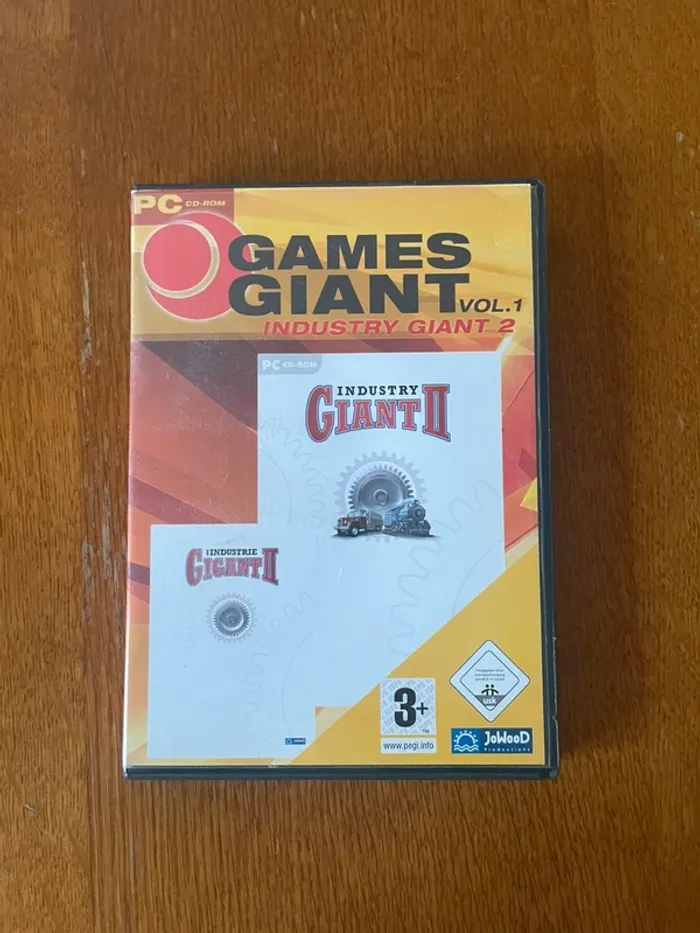 PC CD-ROM
GAMES
GIANT VOL.1
INDUSTRY GIANT 2
PC CD-ROM
INDUSTRY
GIANT II
INDUSTRIE
GIGANT II
3+
TM
www.pegi.info
usk
JoWooD
Productions